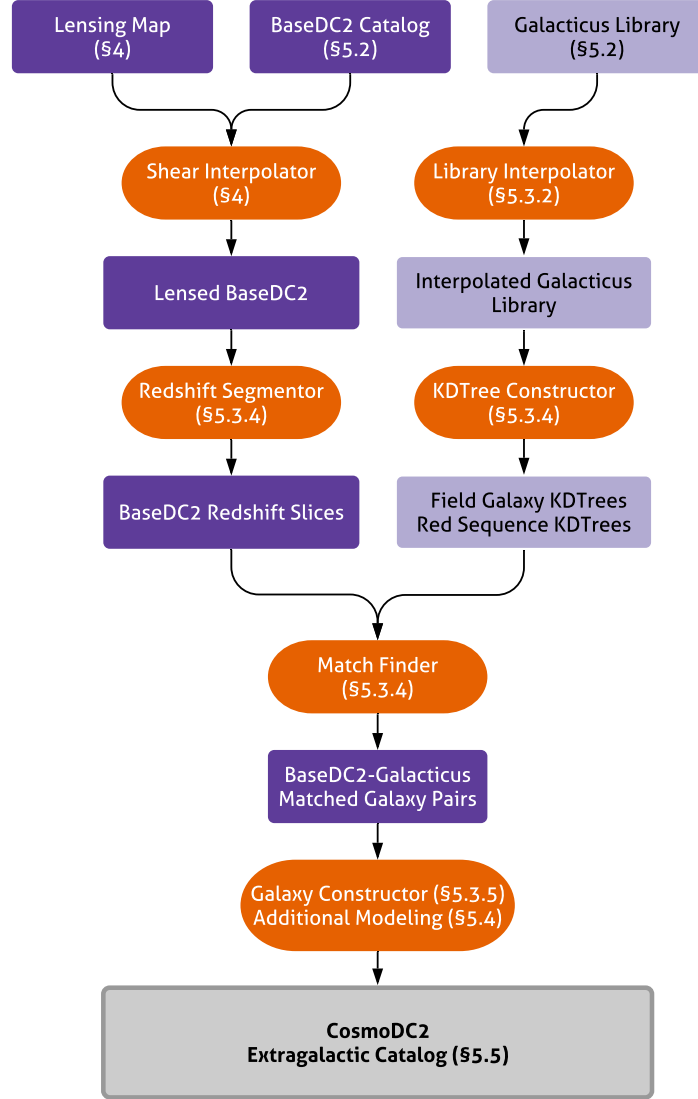 Lensing Map
(§4)
BaseDC2 Catalog
(§5.2)
Galacticus Library
(§5.2)
Shear Interpolator
(§4)
Library Interpolator
(§5.3.2)
Lensed BaseDC2
Interpolated Galacticus
Library
Redshift Segmentor
(§5.3.4)
KDTree Constructor
(§5.3.4)
BaseDC2 Redshift Slices
Field Galaxy KDTrees
Red Sequence KDTrees
Match Finder
(§5.3.4)
BaseDC2-Galacticus
Matched Galaxy Pairs
Galaxy Constructor (§5.3.5)
Additional Modeling (§5.4)
CosmoDC2
Extragalactic Catalog (§5.5)